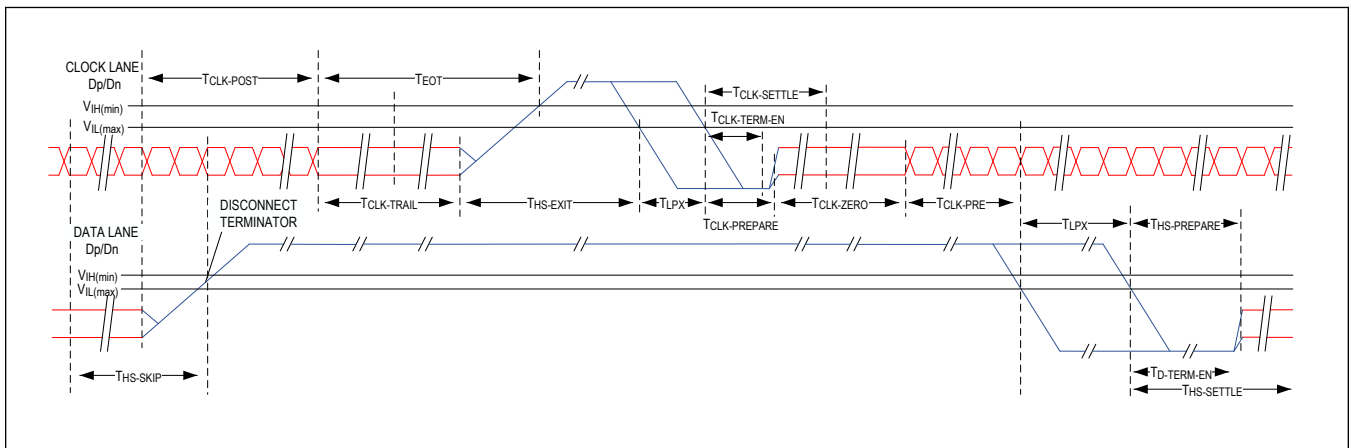 CLOCK LANE
Dp/Dn
TCLK-POST
TEOT
TCLK-SETTLE
VIH(min)
TCLK-TERM-EN
VIL(max)
DISCONNECT
TERMINATOR
TCLK-TRAIL
THS-EXIT
TLPX
TCLK-ZERO
TCLK-PRE
TCLK-PREPARE
DATA LANE
Dp/Dn
TLPX
THS-PREPARE
VIH(min)
VIL(max)
THS-SKIP
TD-TERM-EN
THS-SETTLE